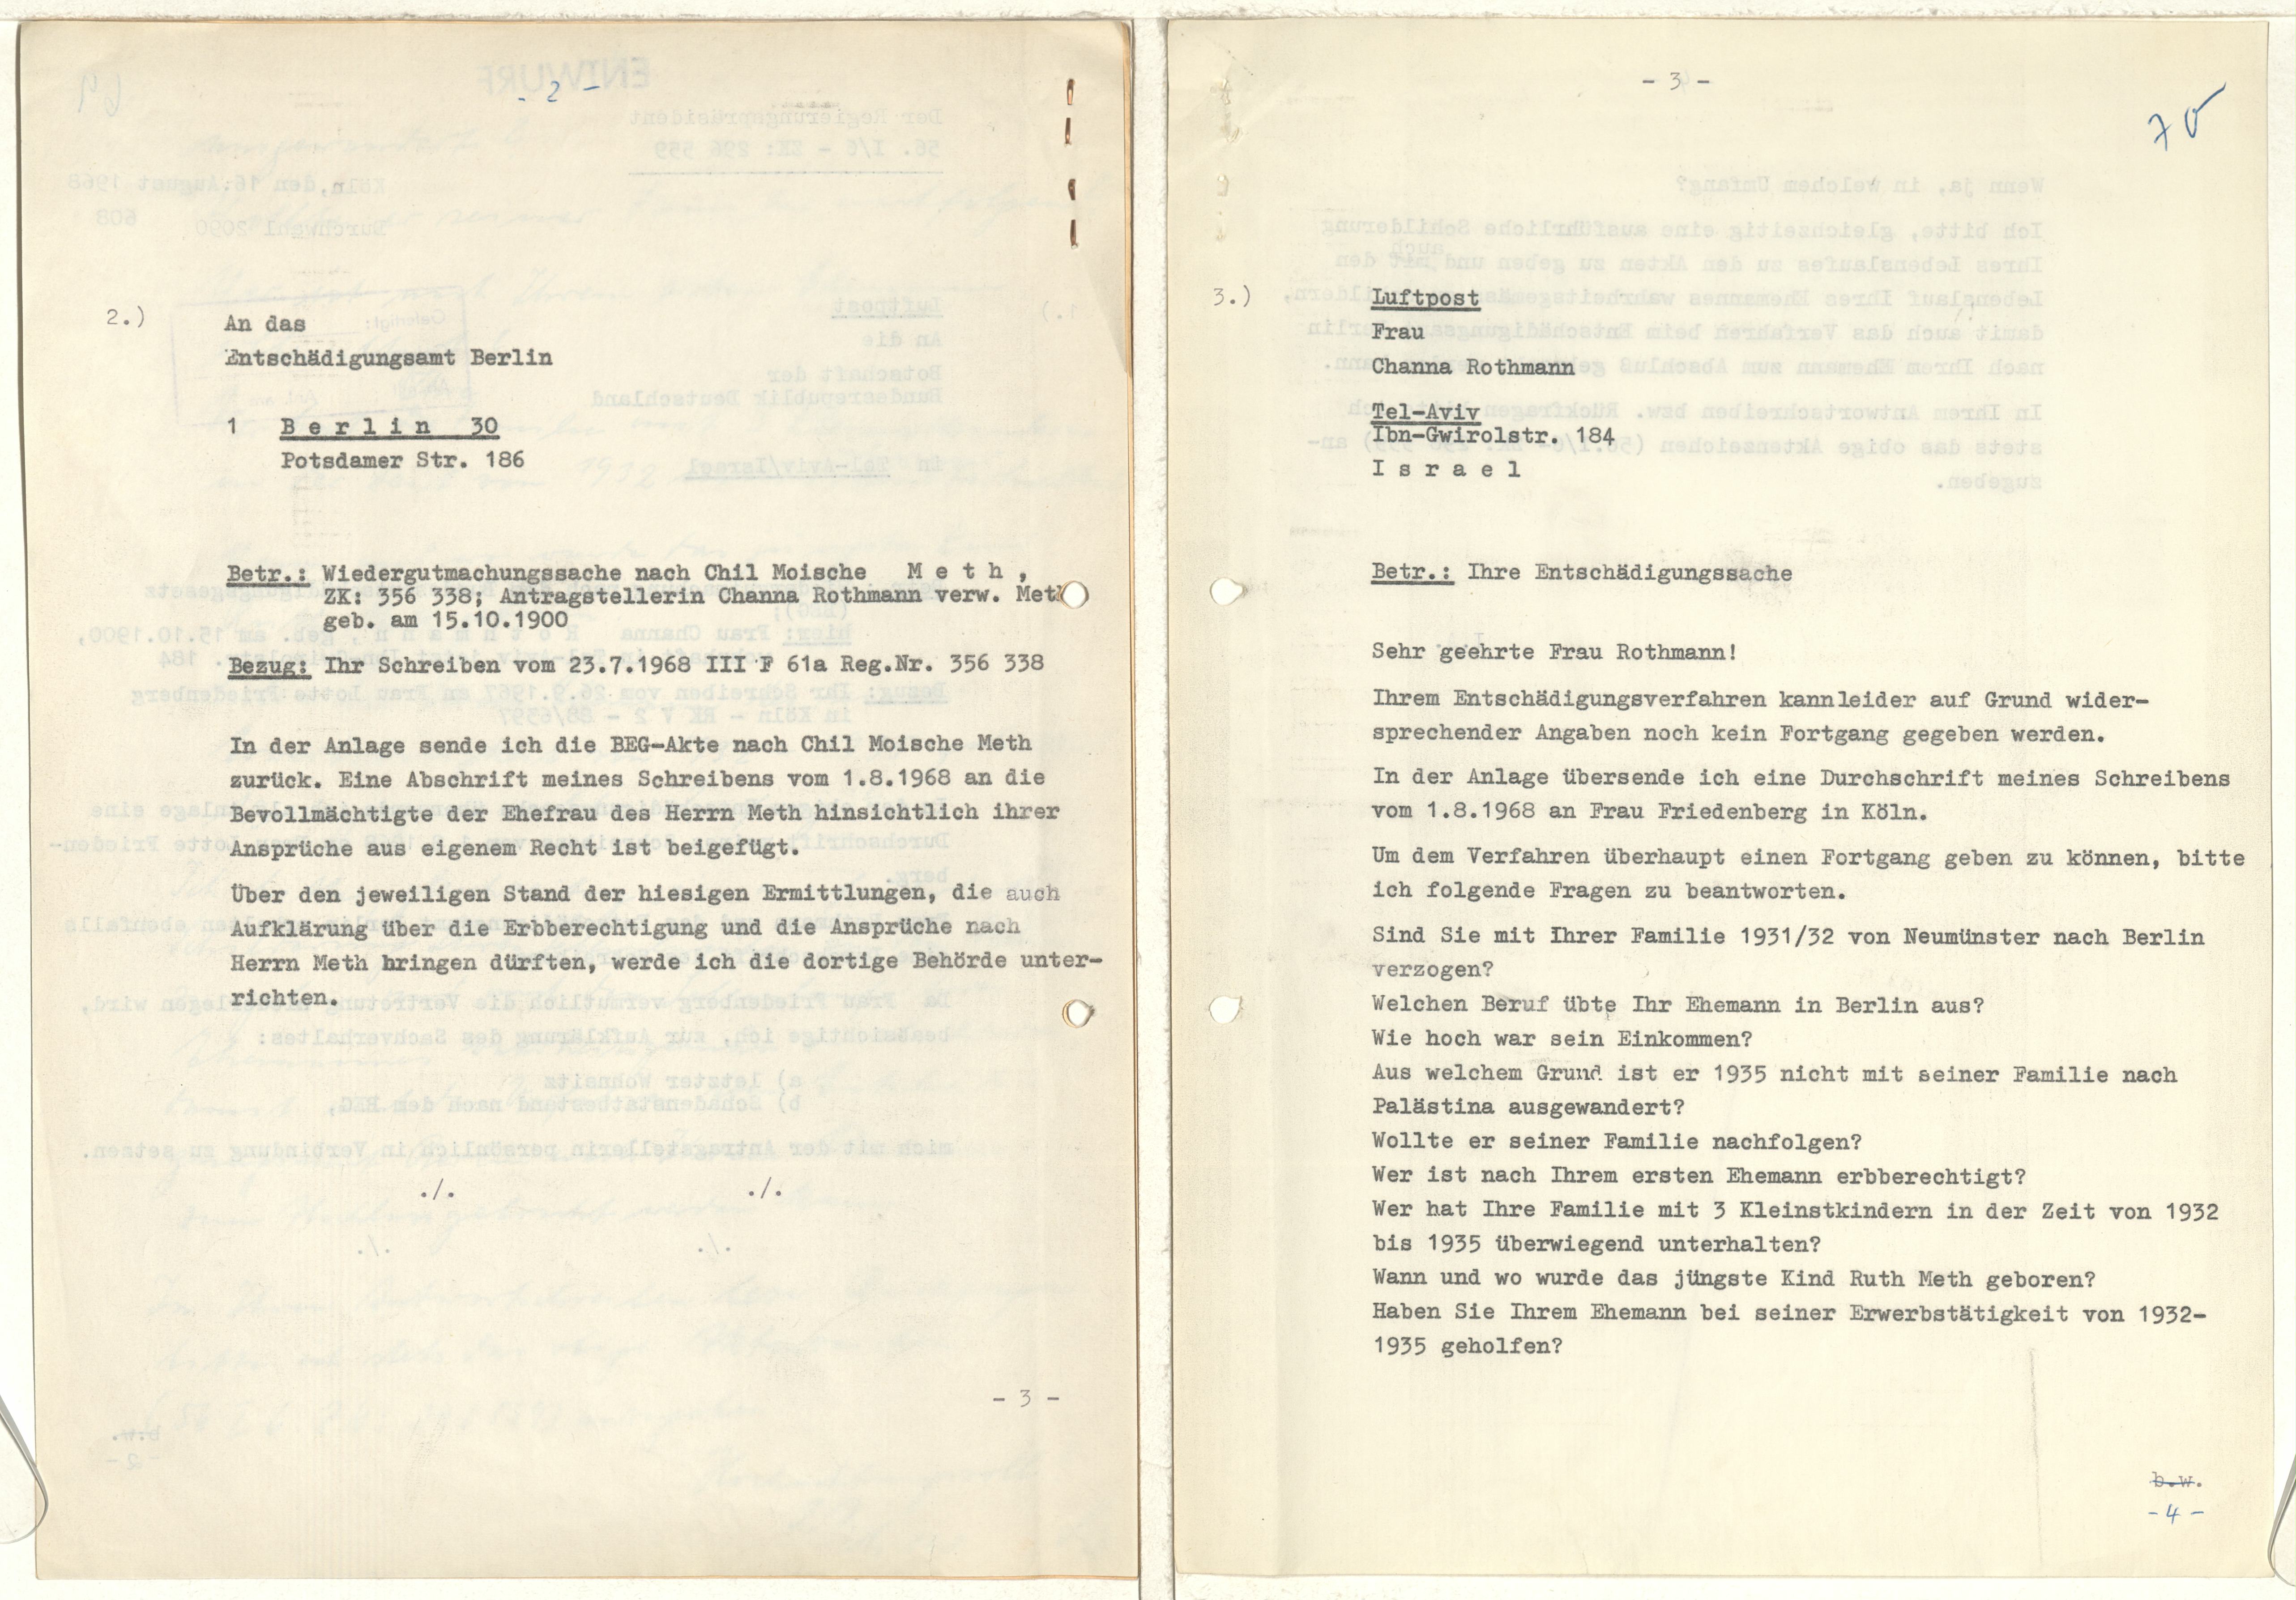 - 2 -
2.)
An das
Entschädigungsamt Berlin
1 B e r l i n 30
Potsdamer Str. 186
Betr.: Wiedergutmachungssache nach Chil Moische M e t h ,
ZK: 356 338; Antragstellerin Channa Rothmann verw. Meth
geb. am 15.10.1900
Bezug: Ihr Schreiben vom 23.7.1968 III F 61a Reg.Nr. 356 338
In der Anlage sende ich die BEG-Akte nach Chil Moische Meth
zurück. Eine Abschrift meines Schreibens vom 1.8.1968 an die
Bevollmächtigte der Ehefrau des Herrn Meth hinsichtlich ihrer
Ansprüche aus eigenem Recht ist beigefügt.
Über den jeweiligen Stand der hiesigen Ermittlungen, die auch
Aufklärung über die Erbberechtigung und die Ansprüche nach
Herrn Meth bringen dürften, werde ich die dortige Behörde unter-
richten.
./. ./.
- 3 -
- 3 -
70
3.)
Luftpost
Frau
Channa Rothmann
Tel-Aviv
Ibn-Gwirolstr. 184
I s r a e l
Betr.: Ihre Entschädigungssache
Sehr geehrte Frau Rothmann!
Ihrem Entschädigungsverfahren kannleider auf Grund wider-
sprechender Angaben noch kein Fortgang gegeben werden.
In der Anlage übersende ich eine Durchschrift meines Schreibens
vom 1.8.1968 an Frau Friedenberg in Köln.
Um dem Verfahren überhaupt einen Fortgang geben zu können, bitte
ich folgende Fragen zu beantworten.
Sind Sie mit Ihrer Familie 1931/32 von Neumünster nach Berlin
verzogen?
Welchen Beruf übte Ihr Ehemann in Berlin aus?
Wie hoch war sein Einkommen?
Aus welchem Grund ist er 1935 nicht mit seiner Familie nach
Palästina ausgewandert?
Wollte er seiner Familie nachfolgen?
Wer ist nach Ihrem ersten Ehemann erbberechtigt?
Wer hat Ihre Familie mit 3 Kleinstkindern in der Zeit von 1932
bis 1935 überwiegend unterhalten?
Wann und wo wurde das jüngste Kind Ruth Meth geboren?
Haben Sie Ihrem Ehemann bei seiner Erwerbstätigkeit von 1932-
1935 geholfen?
b.w.
- 4 -